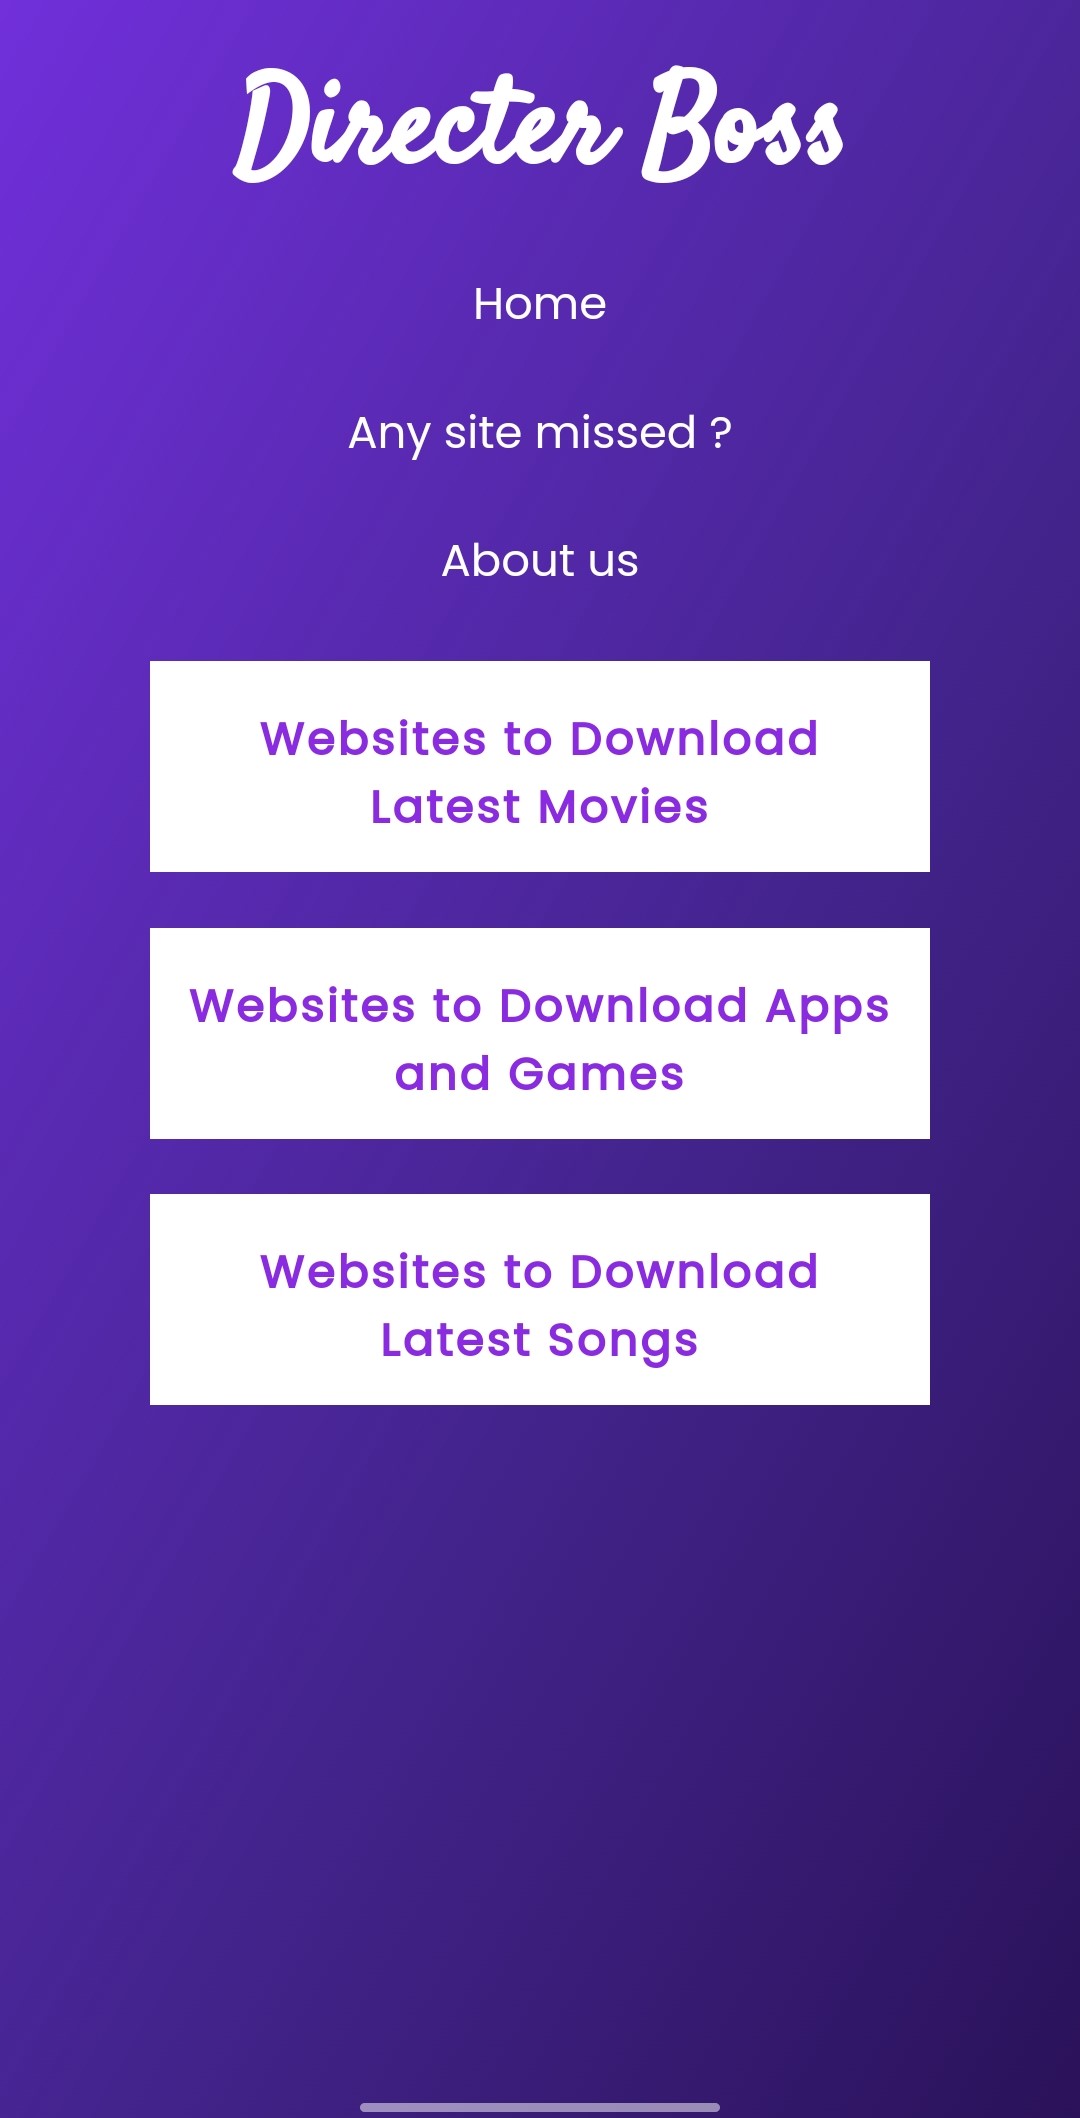 Directer Boss
Home
Any site missed ?
About us
Websites to Download
Latest Movies
Websites to Download Apps
and Games
Websites to Download
Latest Songs